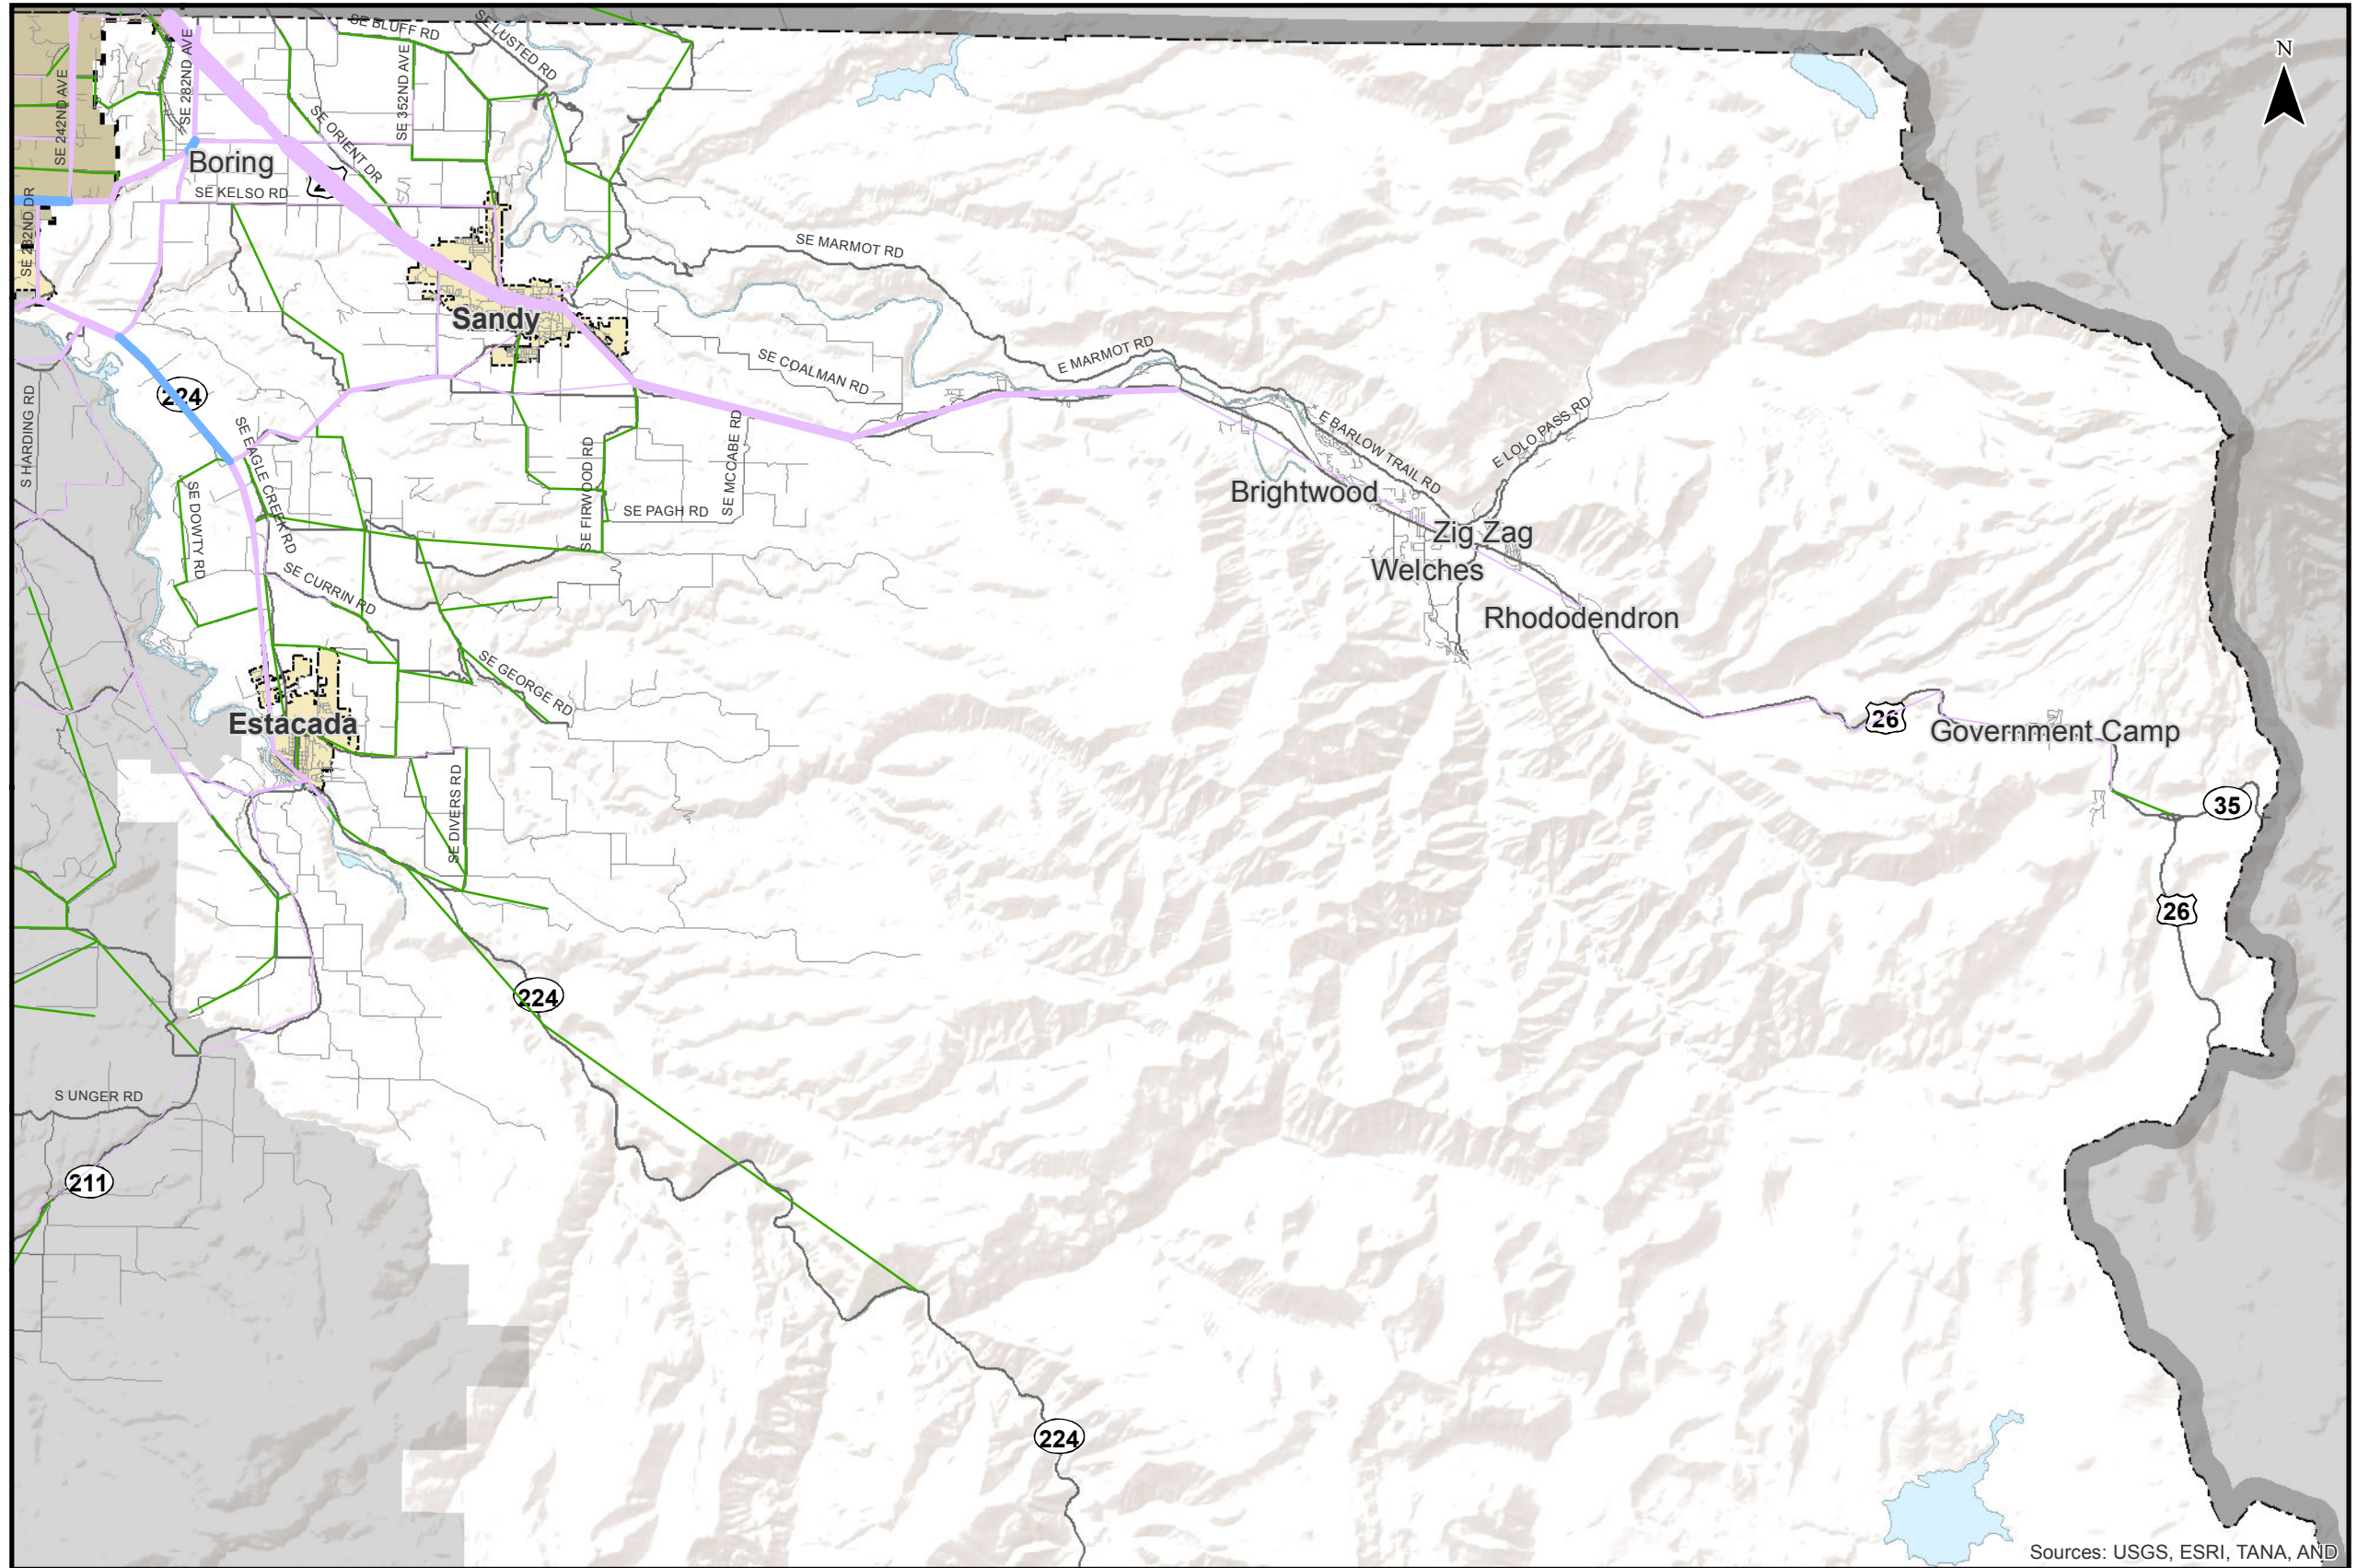 SE BLUFF RD
SE LUSTED RD
N
SE 242ND AVE
SE 282ND AVE
SE 352ND AVE
SE ORIENT DR
Boring
SE KELSO RD
SE 232ND DR
SE MARMOT RD
Sandy
SE COALMAN RD
E MARMOT RD
224
S HARDING RD
SE EAGLE CREEK RD
SE FIRWOOD RD
SE MCCABE RD
E BARLOW TRAIL RD
E LOLO PASS RD
Brightwood
SE DOWTY RD
SE PAGH RD
Zig Zag
Welches
SE CURRIN RD
Rhododendron
SE GEORGE RD
Estacada
26
Government Camp
SE DIVERS RD
35
26
224
S UNGER RD
211
224
Sources: USGS, ESRI, TANA, AND